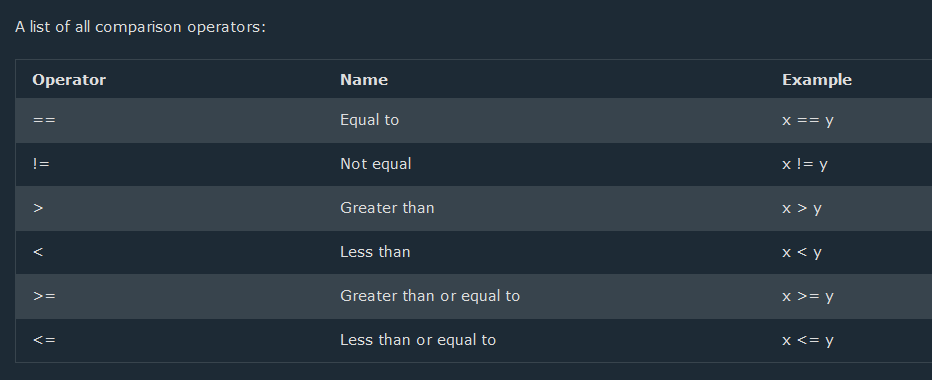 A list of all comparison operators:
Operator Name Example
== Equal to x == y
!= Not equal x != y
> Greater than x > y
< Less than x < y
>= Greater than or equal to x >= y
<= Less than or equal to x <= y